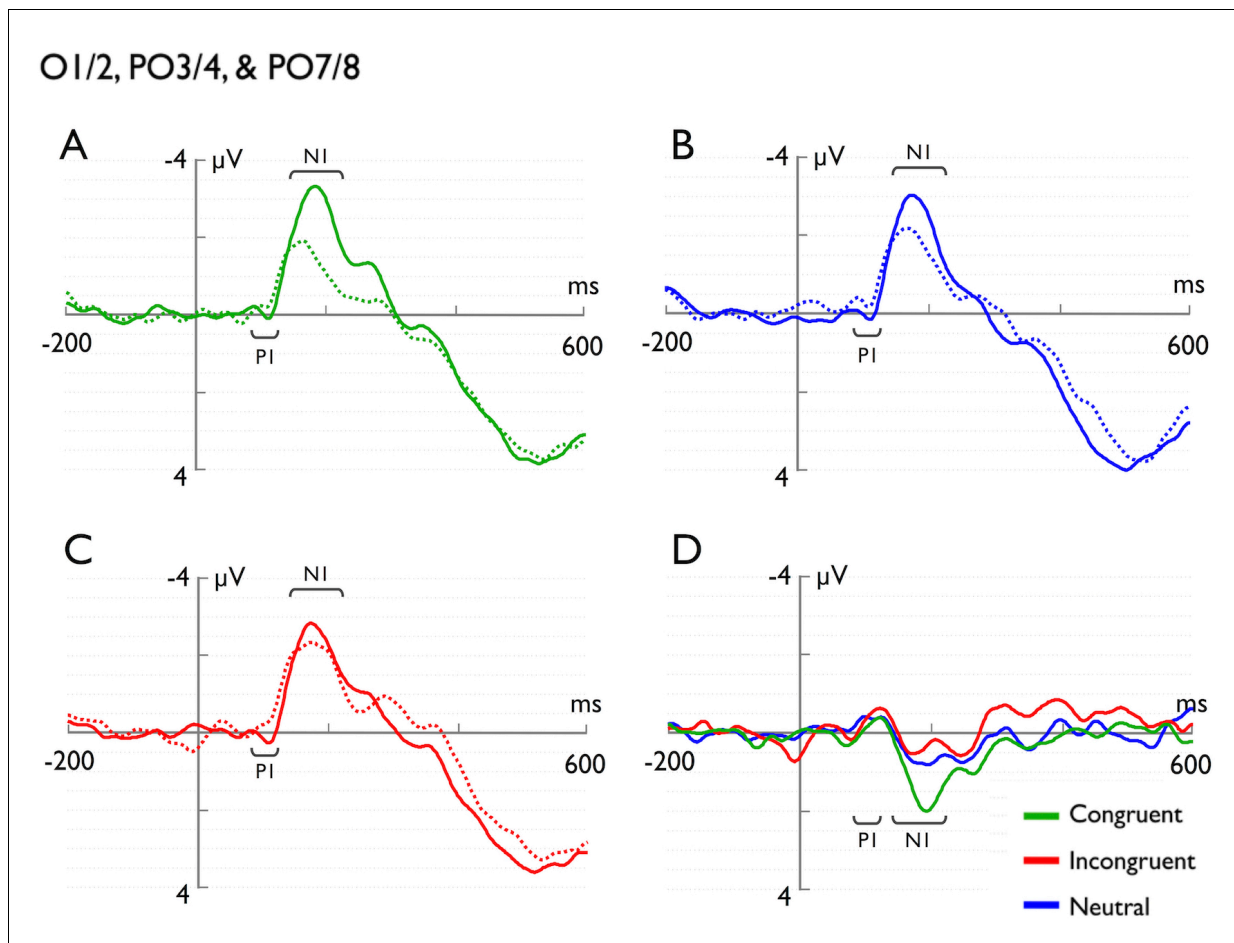 O1/2, PO3/4, & PO7/8
A
-4 µV
N1
ms
-200
P1
600
4
B
-4 µV
N1
ms
-200
P1
600
4
C
-4 µV
N1
ms
-200
P1
600
4
D
-4 µV
ms
-200
600
P1
N1
4
Congruent
Incongruent
Neutral